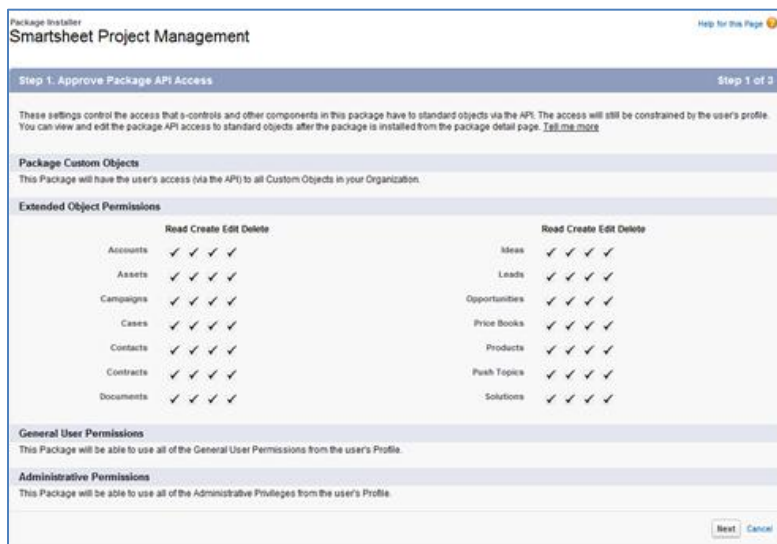 Package Installer
Help for this Page
Smartsheet Project Management
Step 1. Approve Package API Access Step 1 of 3
These settings control the access that s-controls and other components in this package have to standard objects via the API. The access will still be constrained by the user's profile.
You can view and edit the package API access to standard objects after the package is installed from the package detail page. Tell me more
Package Custom Objects
This Package will have the user's access (via the API) to all Custom Objects in your Organization.
Extended Object Permissions
Read Create Edit Delete Read Create Edit Delete
Accounts ✓ ✓ ✓ ✓ Ideas ✓ ✓ ✓ ✓
Assets ✓ ✓ ✓ ✓ Leads ✓ ✓ ✓ ✓
Campaigns ✓ ✓ ✓ ✓ Opportunities ✓ ✓ ✓ ✓
Cases ✓ ✓ ✓ ✓ Price Books ✓ ✓ ✓ ✓
Contacts ✓ ✓ ✓ ✓ Products ✓ ✓ ✓ ✓
Contracts ✓ ✓ ✓ ✓ Push Topics ✓ ✓ ✓ ✓
Documents ✓ ✓ ✓ ✓ Solutions ✓ ✓ ✓ ✓
General User Permissions
This Package will be able to use all of the General User Permissions from the user's Profile.
Administrative Permissions
This Package will be able to use all of the Administrative Privileges from the user's Profile.
Next Cancel